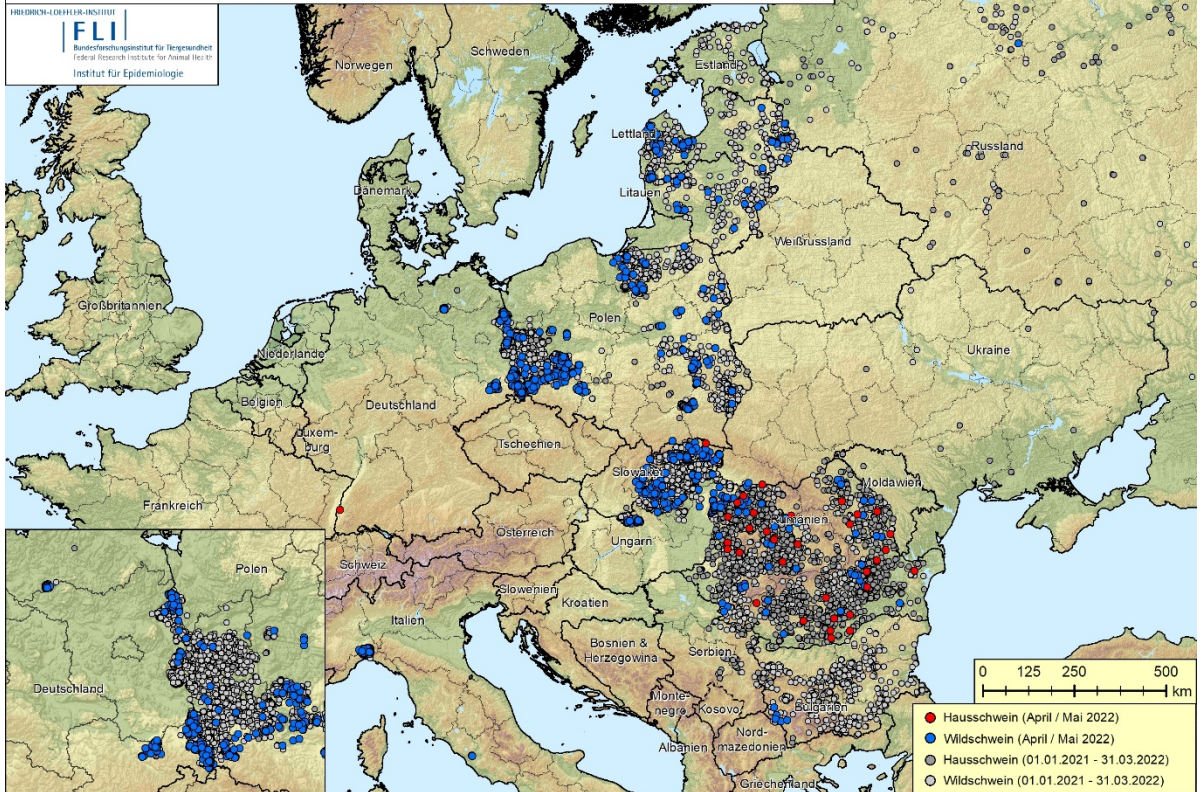 FRIEDRICH-LOEFFLER-INSTITUT
FLI
Bundesforschungsinstitut für Tiergesundheit
Federal Research Institute for Animal Health
Institut für Epidemiologie
Norwegen
Schweden
Estland
Lettland
Russland
Dänemark
Litauen
Weißrussland
Großbritannien
Polen
Niederlande
Ukraine
Belgien
Deutschland
Luxem-
burg
Tschechien
Slowakei
Frankreich
Moldawien
Rumänien
Österreich
Ungarn
Schweiz
Slowenien
Kroatien
Italien
Bosnien &
Herzegowina
Serbien
Monte-
negro
Kosovo
Bulgarien
Nord-
mazedonien
Albanien
Griechenland
Polen
Deutschland
0 250 500
km
Hausschwein (April / Mai 2022)
Wildschwein (April / Mai 2022)
Hausschwein (01.01.2021 - 31.03.2022)
Wildschwein (01.01.2021 - 31.03.2022)